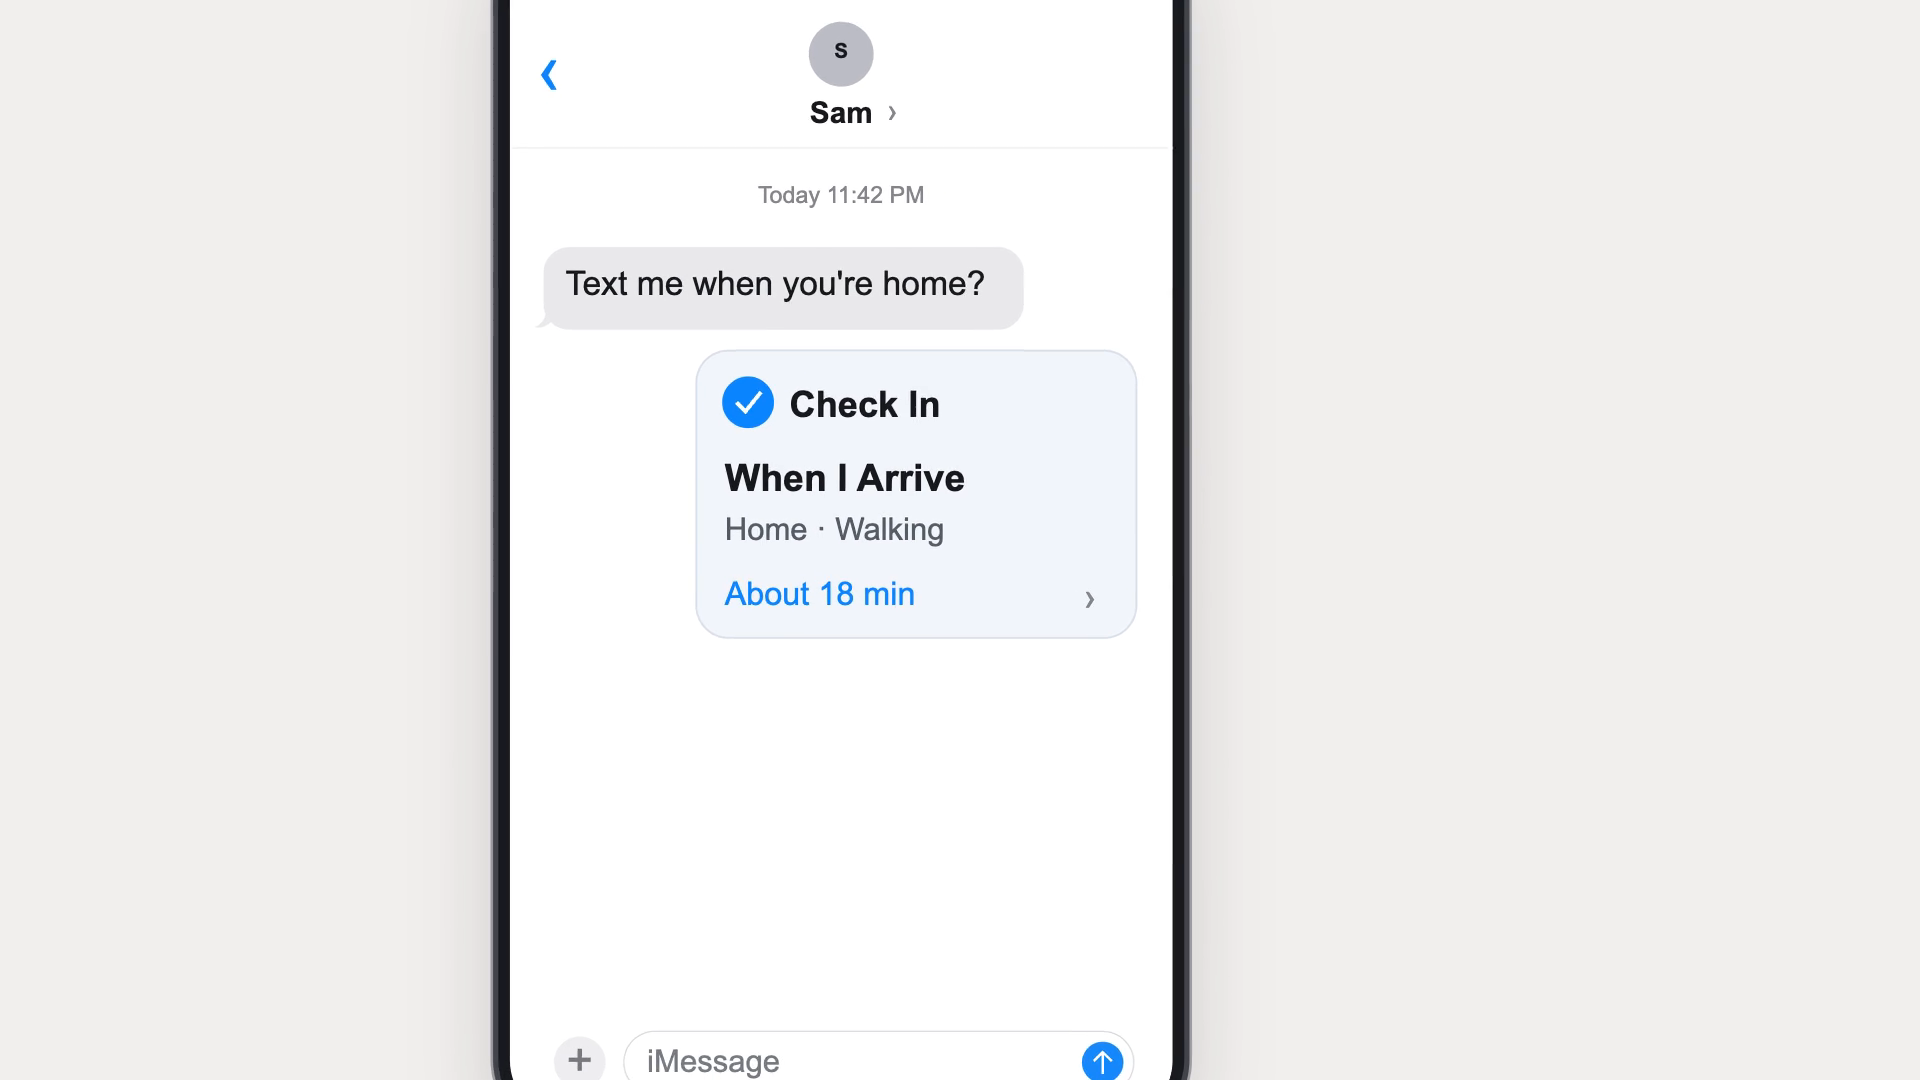 S
Sam ›
Today 11:42 PM
Text me when you're home?
Check In
When I Arrive
Home · Walking
About 18 min ›
iMessage